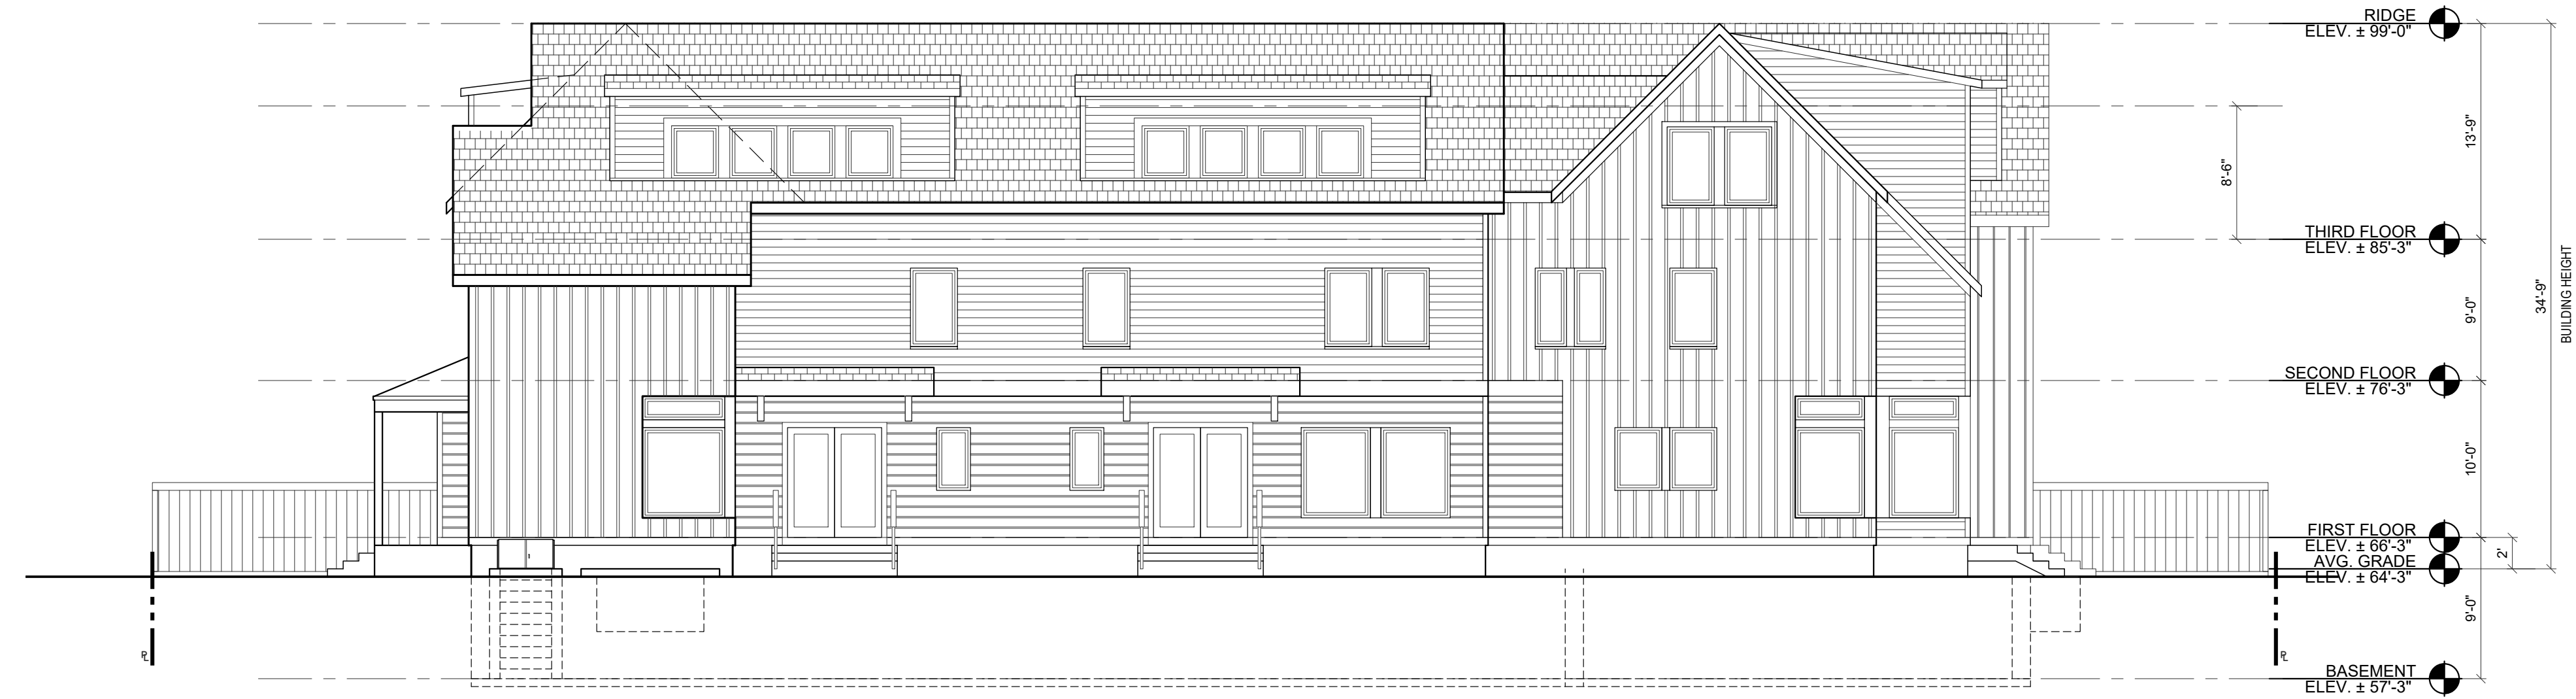 RIDGE
ELEV. ± 99'-0"
13'-9"
8'-6"
THIRD FLOOR
ELEV. ± 85'-3"
9'-0"
34'-9"
BUILDING HEIGHT
SECOND FLOOR
ELEV. ± 76'-3"
10'-0"
FIRST FLOOR
ELEV. ± 66'-3"
2'
AVG. GRADE
ELEV. ± 64'-3"
9'-0"
PL
PL
BASEMENT
ELEV. ± 57'-3"